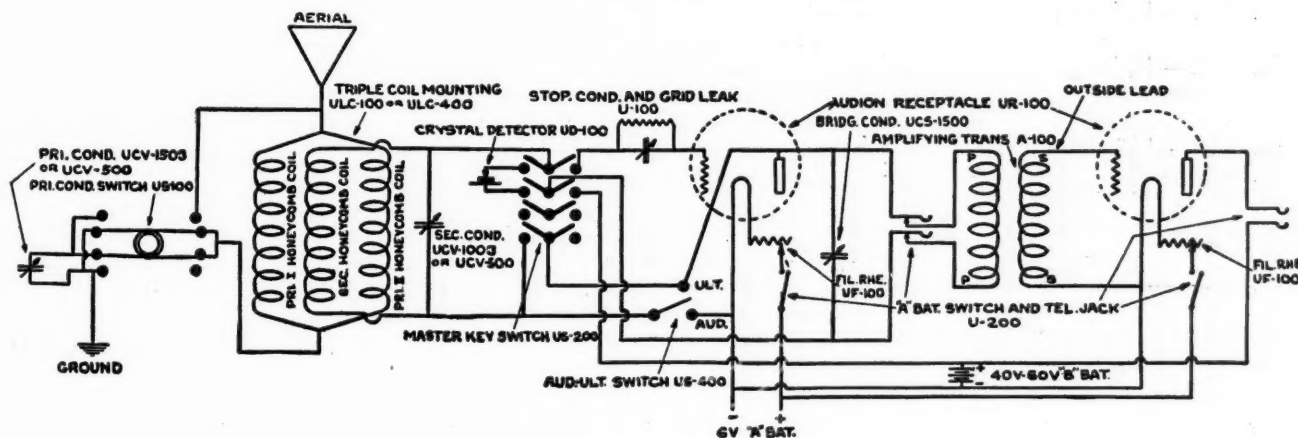 AERIAL
TRIPLE COIL MOUNTING
ULC-100 OR ULC-400
STOP. COND. AND GRID LEAK
U-100
AUDION RECEPTACLE UR-100
OUTSIDE LEAD
BRIDG. COND. UCS-1500
CRYSTAL DETECTOR UD-100
AMPLIFYING TRANS A-100
PRI. COND. UCV-1503
OR UCV-500
PRI. COND. SWITCH US-100
PRI. I HONEYCOMB COIL
SEC. HONEYCOMB COIL
PRI. II HONEYCOMB COIL
P
S
SEC. COND.
UCV-1003
OR UCV-500
P
S
ULT.
FIL. RHE.
UF-100
FIL. RHE.
UF-100
"A" BAT. SWITCH AND TEL. JACK
U-200
AUD.
MASTER KEY SWITCH US-200
GROUND
AUD-ULT. SWITCH US-400
+
-
40V-60V "B" BAT.
- +
6V "A" BAT.